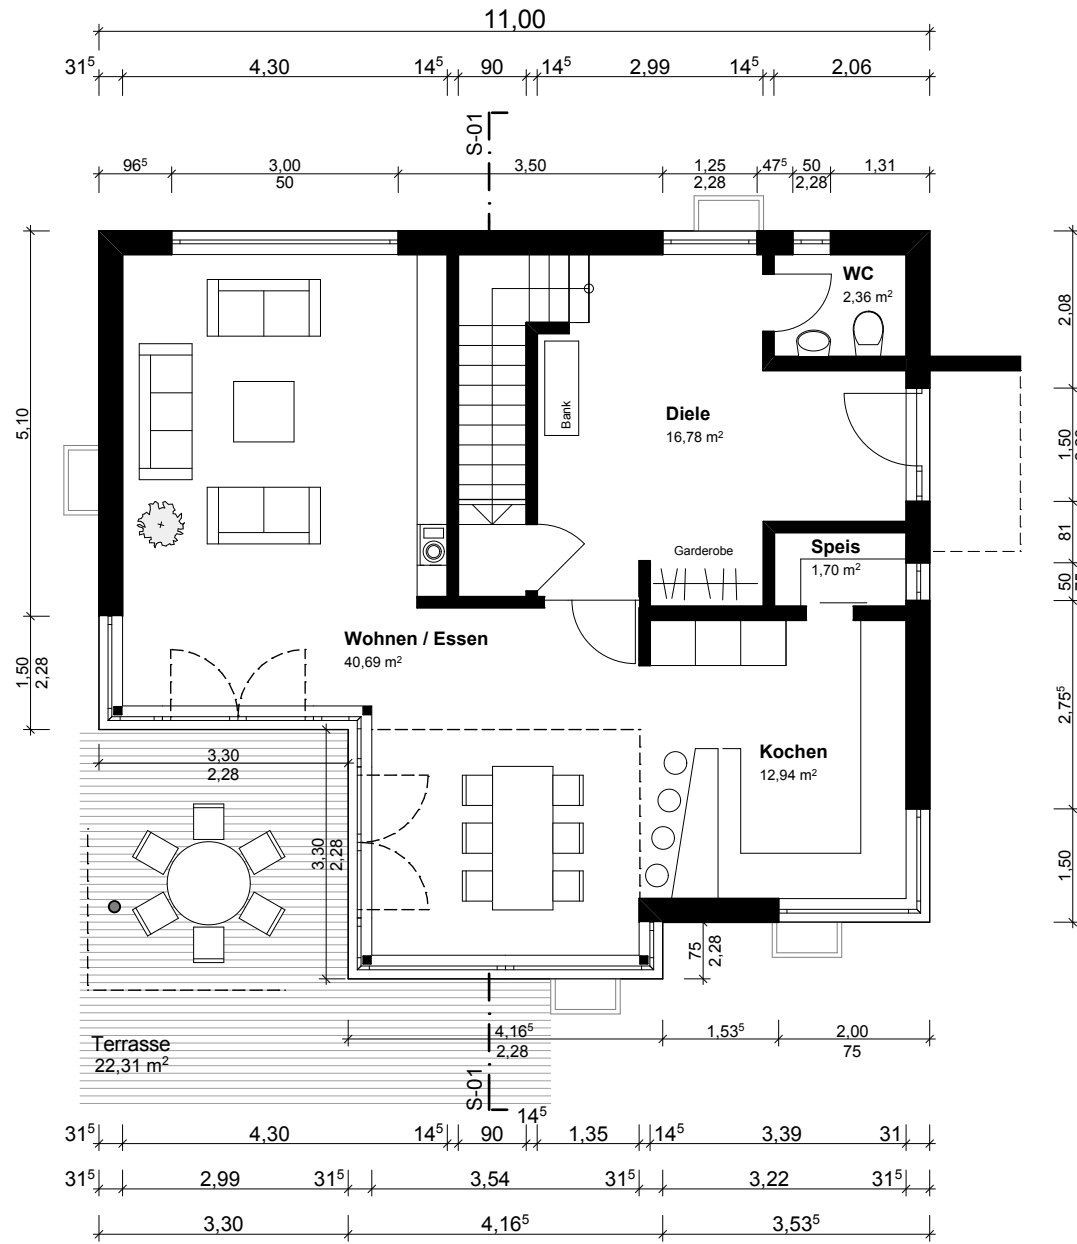 11,00
31⁵ 4,30 14⁵ 90 14⁵ 2,99 14⁵ 2,06
S-01
96⁵ 3,00 3,50 1,25 47⁵ 50 1,31
50 2,28 2,28
WC
2,36 m²
2,08
5,10
Bank
Diele
16,78 m²
1,50
Garderobe
Speis
1,70 m²
81
50
Wohnen / Essen
40,69 m²
1,50
2,28
2,75⁵
3,30
2,28
Kochen
12,94 m²
3,30
2,28
1,50
75
2,28
Terrasse
22,31 m²
4,16⁵ 1,53⁵ 2,00
2,28 75
S-01
14⁵
31⁵ 4,30 14⁵ 90 1,35 14⁵ 3,39 31
31⁵ 2,99 31⁵ 3,54 31⁵ 3,22 31⁵
3,30 4,16⁵ 3,53⁵